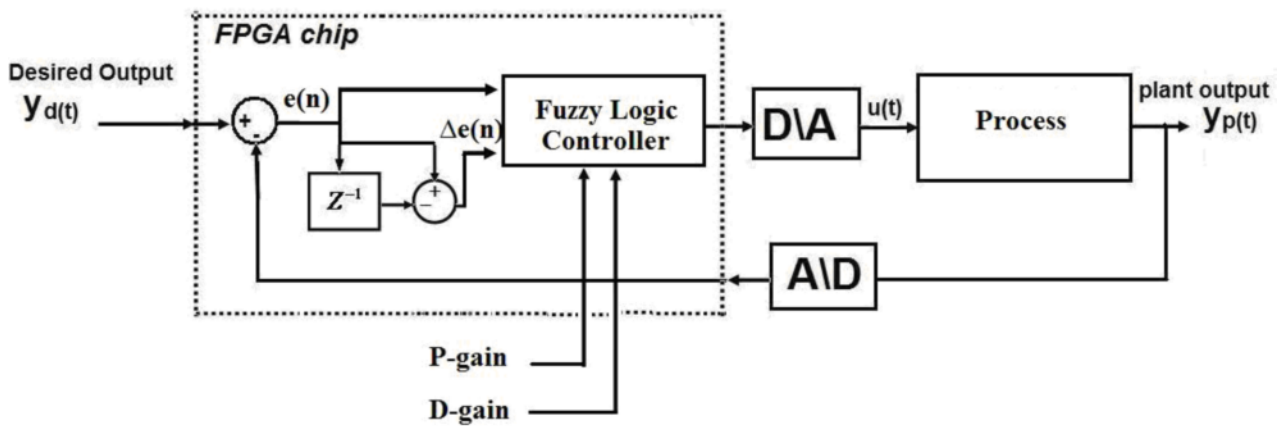 FPGA chip
Desired Output
yd(t)
+
-
e(n)
Δe(n)
Z⁻¹
+
−
Fuzzy Logic
Controller
D\A
u(t)
Process
plant output
yp(t)
A\D
P-gain
D-gain